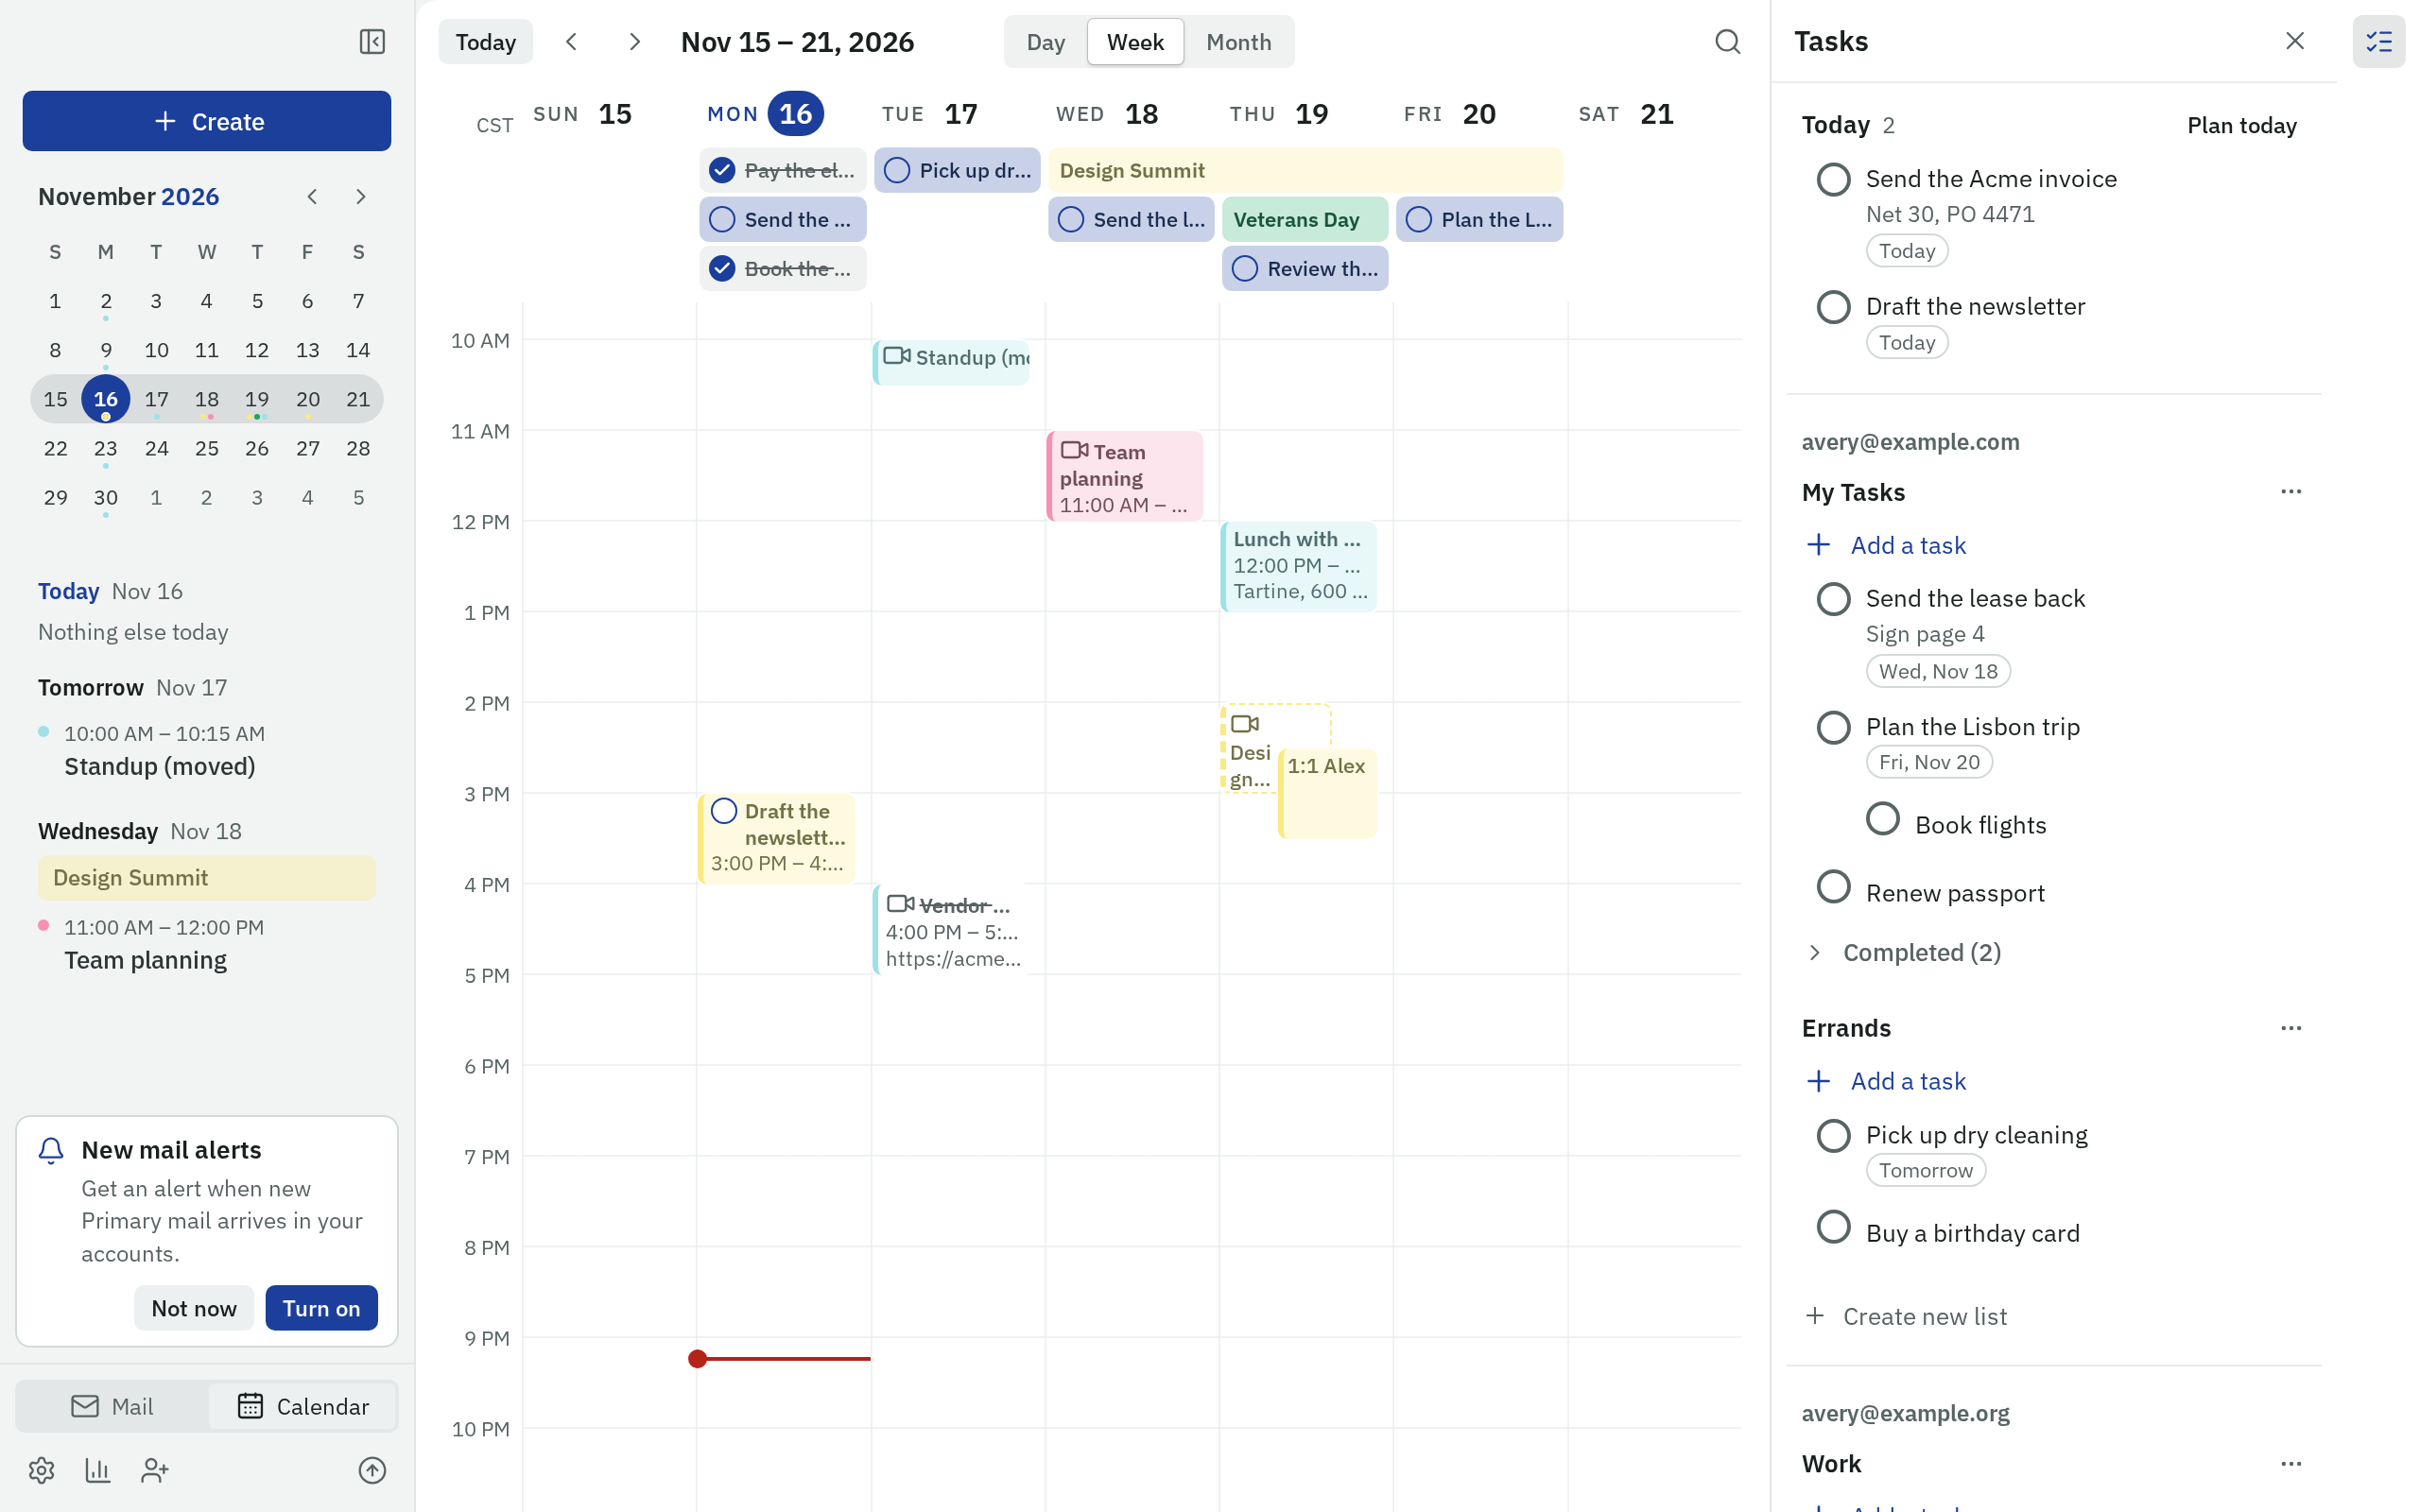 Create
November 2026
S M T W T F S
1 2 3 4 5 6 7
8 9 10 11 12 13 14
15 16 17 18 19 20 21
22 23 24 25 26 27 28
29 30 1 2 3 4 5
Today Nov 16
Nothing else today
Tomorrow Nov 17
10:00 AM – 10:15 AM
Standup (moved)
Wednesday Nov 18
Design Summit
11:00 AM – 12:00 PM
Team planning
New mail alerts
Get an alert when new
Primary mail arrives in your
accounts.
Not now
Turn on
Mail
Calendar
Today
Nov 15 – 21, 2026
Day Week Month
CST
SUN 15
MON 16
TUE 17
WED 18
THU 19
FRI 20
SAT 21
Pay the el...
Pick up dr...
Design Summit
Send the ...
Send the l...
Veterans Day
Plan the L...
Book the ...
Review th...
10 AM
11 AM
12 PM
1 PM
2 PM
3 PM
4 PM
5 PM
6 PM
7 PM
8 PM
9 PM
10 PM
Draft the
newslett...
3:00 PM – 4:...
Standup (mo
Vendor ...
4:00 PM – 5:...
https://acme...
Team
planning
11:00 AM – ...
Lunch with ...
12:00 PM – ...
Tartine, 600 ...
Desi
gn...
1:1 Alex
Tasks
Today 2
Plan today
Send the Acme invoice
Net 30, PO 4471
Today
Draft the newsletter
Today
avery@example.com
My Tasks
Add a task
Send the lease back
Sign page 4
Wed, Nov 18
Plan the Lisbon trip
Fri, Nov 20
Book flights
Renew passport
Completed (2)
Errands
Add a task
Pick up dry cleaning
Tomorrow
Buy a birthday card
Create new list
avery@example.org
Work